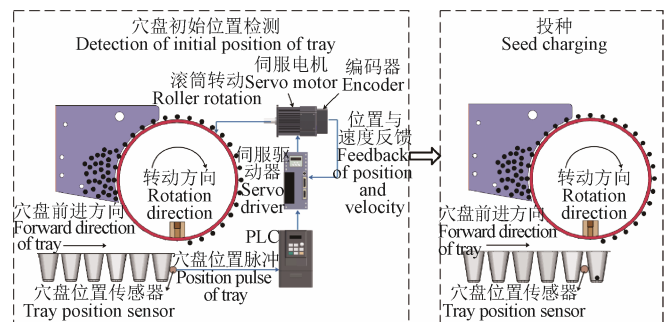 穴盘初始位置检测
Detection of initial position of tray
伺服电机
Servo motor
编码器
Encoder
滚筒转动
Roller rotation
位置与
速度反馈
Feedback
of position
and
velocity
伺服驱
动器
Servo
driver
转动方向
Rotation
direction
穴盘前进方向
Forward direction
of tray
PLC
穴盘位置脉冲
Position pulse
of tray
穴盘位置传感器
Tray position sensor
投种
Seed charging
转动方向
Rotation
direction
穴盘前进方向
Forward direction
of tray
穴盘位置传感器
Tray position sensor